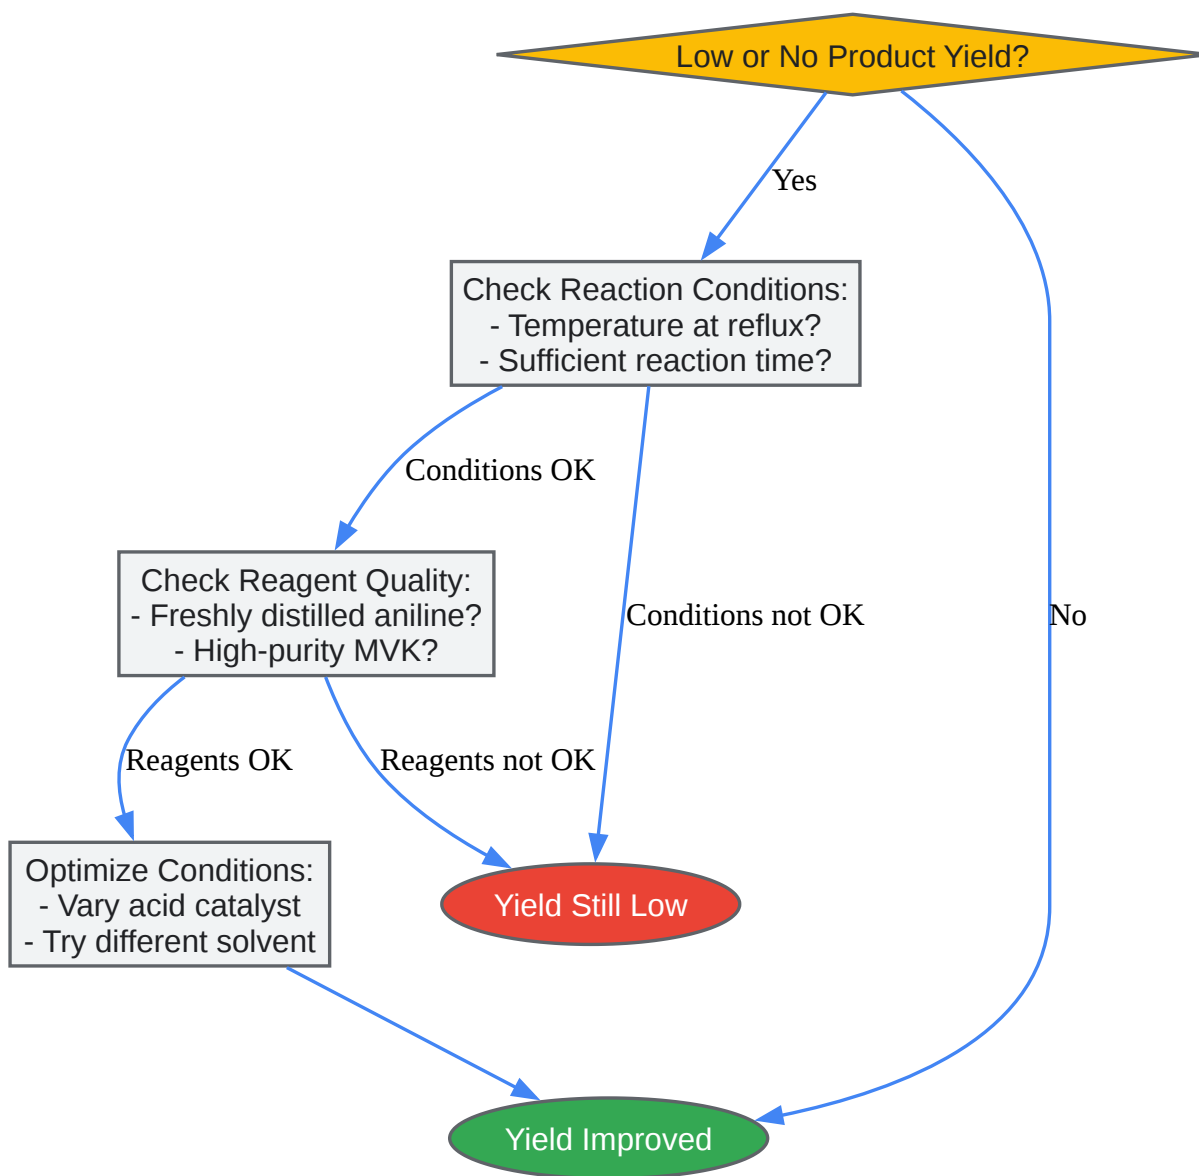 Low or No Product Yield?
Yes
Check Reaction Conditions:
- Temperature at reflux?
- Sufficient reaction time?
Conditions OK
Check Reagent Quality:
- Freshly distilled aniline?
- High-purity MVK?
Conditions not OK
No
Reagents OK
Reagents not OK
Optimize Conditions:
- Vary acid catalyst
- Try different solvent
Yield Still Low
Yield Improved